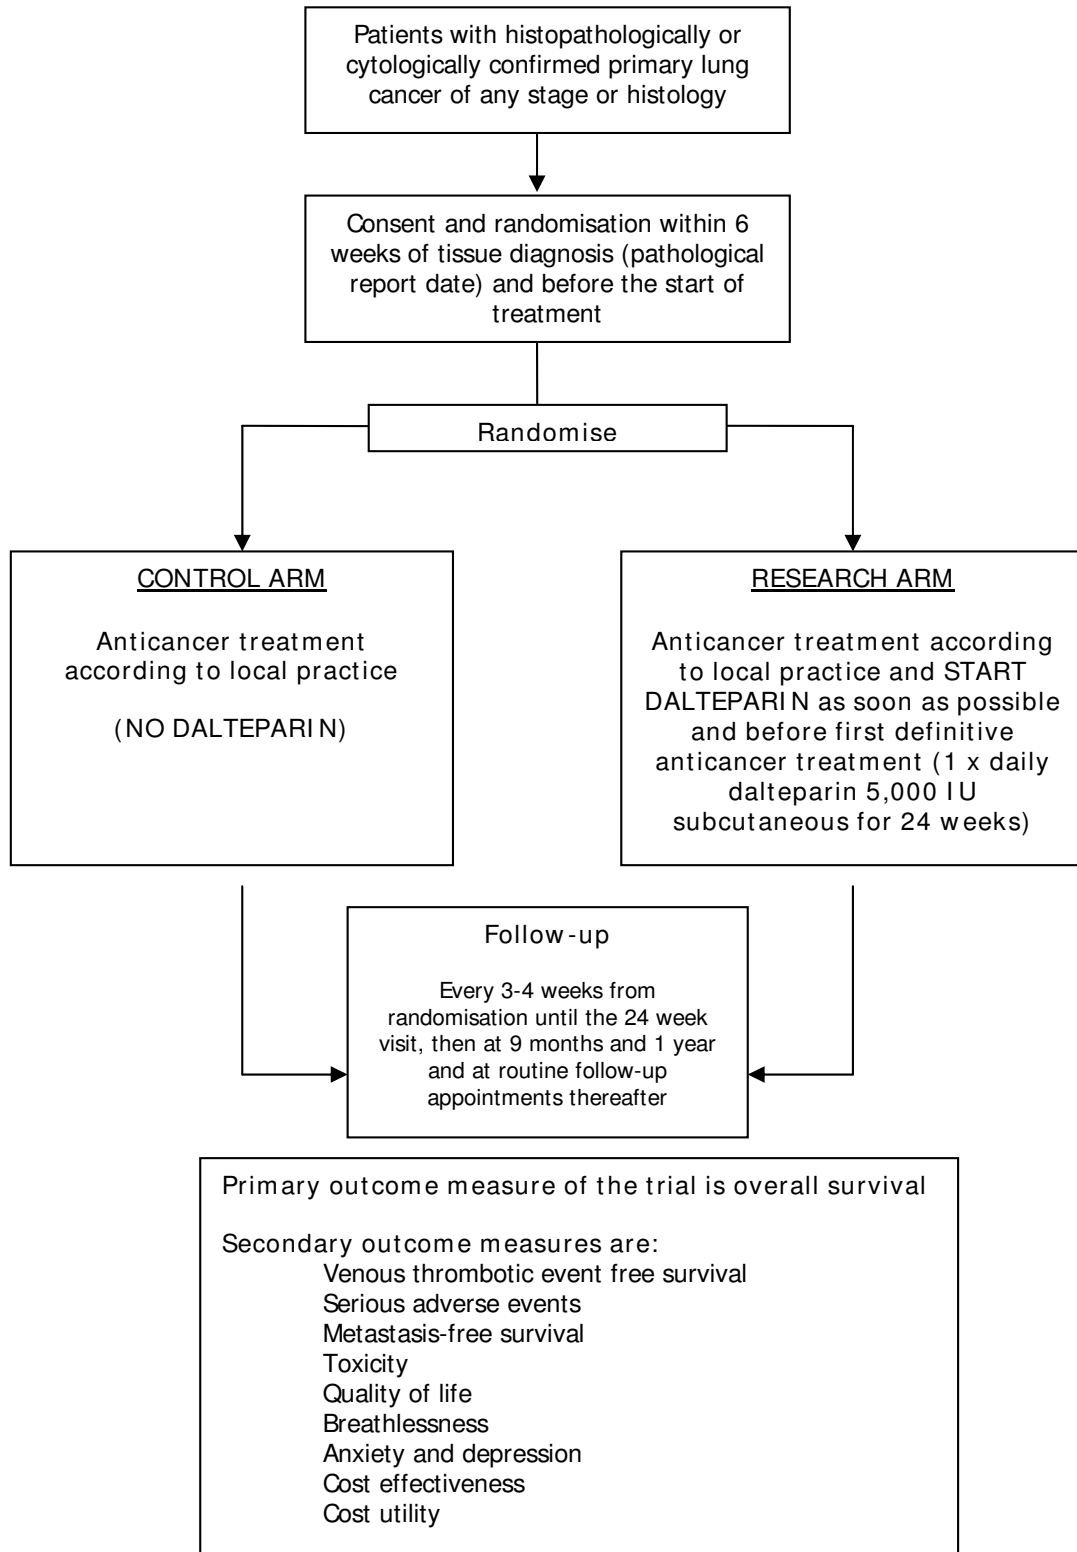 Patients with histopathologically or
cytologically confirmed primary lung
cancer of any stage or histology
Consent and randomisation within 6
weeks of tissue diagnosis (pathological
report date) and before the start of
treatment
Randomise
CONTROL ARM
Anticancer treatment
according to local practice
(NO DALTEPARIN)
RESEARCH ARM
Anticancer treatment according
to local practice and START
DALTEPARIN as soon as possible
and before first definitive
anticancer treatment (1 x daily
dalteparin 5,000 IU
subcutaneous for 24 weeks)
Follow-up
Every 3-4 weeks from
randomisation until the 24 week
visit, then at 9 months and 1 year
and at routine follow-up
appointments thereafter
Primary outcome measure of the trial is overall survival
Secondary outcome measures are:
Venous thrombotic event free survival
Serious adverse events
Metastasis-free survival
Toxicity
Quality of life
Breathlessness
Anxiety and depression
Cost effectiveness
Cost utility